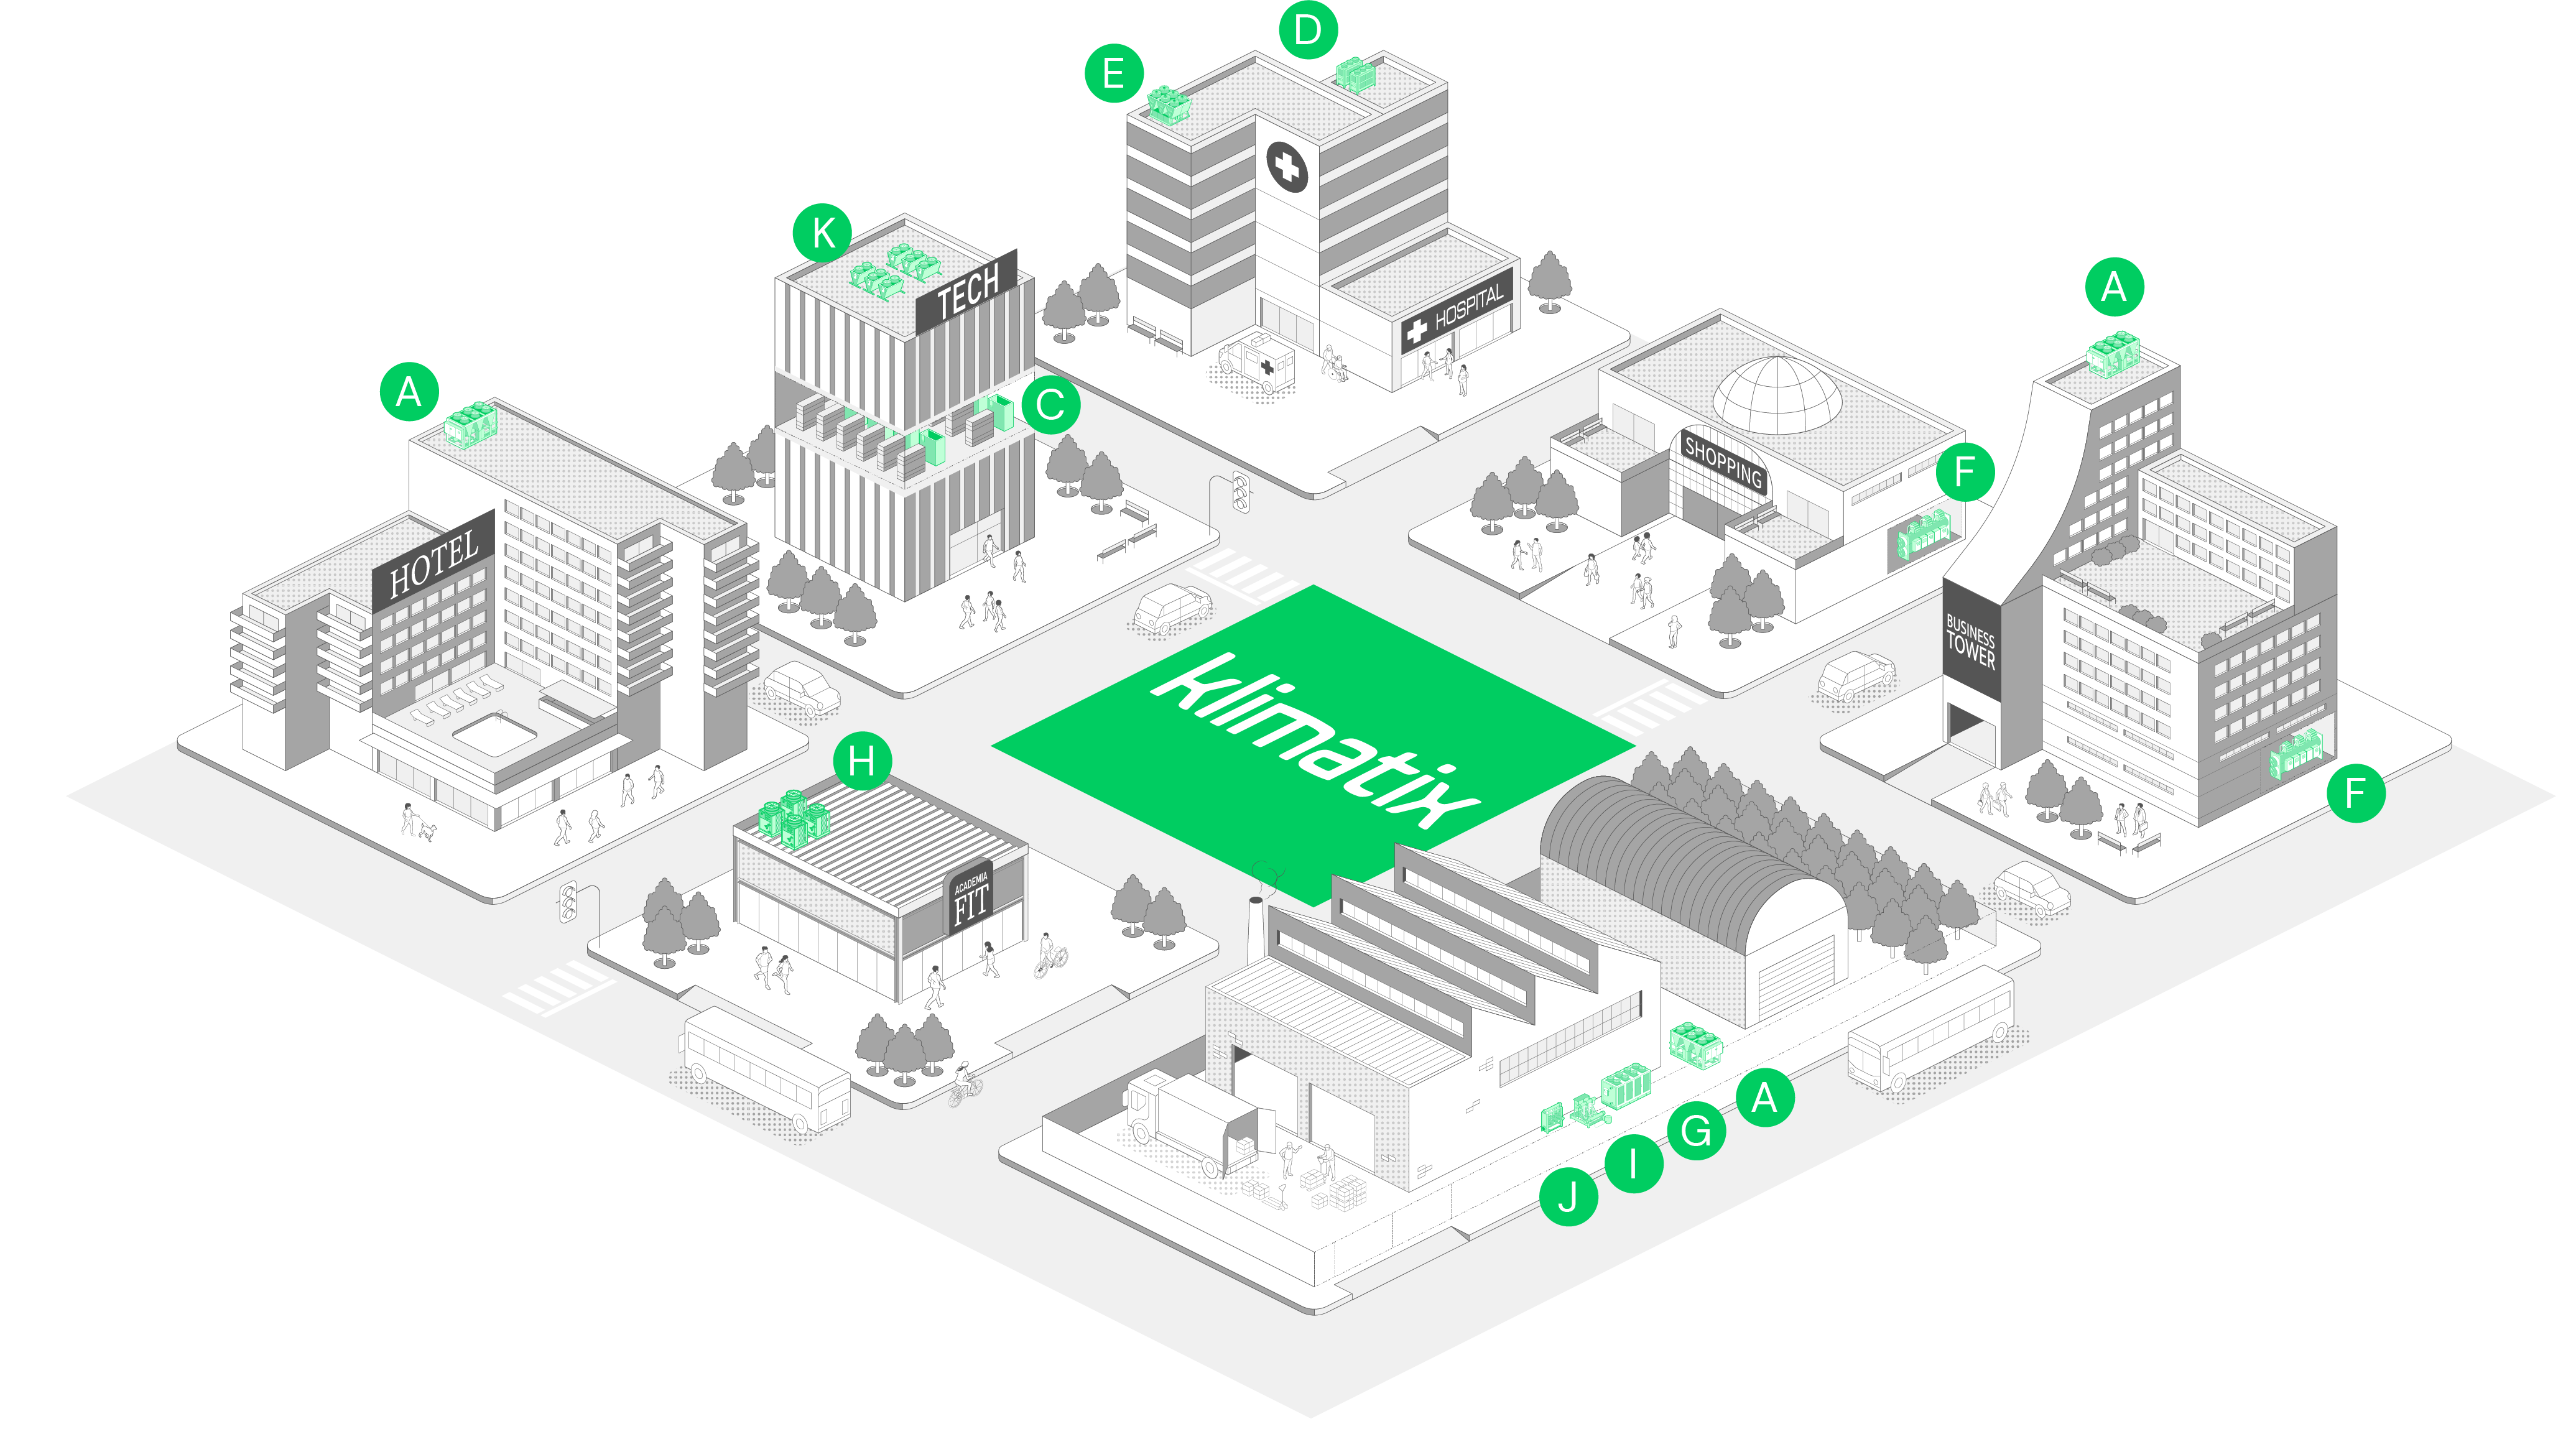 D
E
K
TECH
HOSPITAL
A
A
C
SHOPPING
F
HOTEL
BUSINESS
TOWER
klimatix
H
F
ACADEMIA
FIT
A
G
I
J